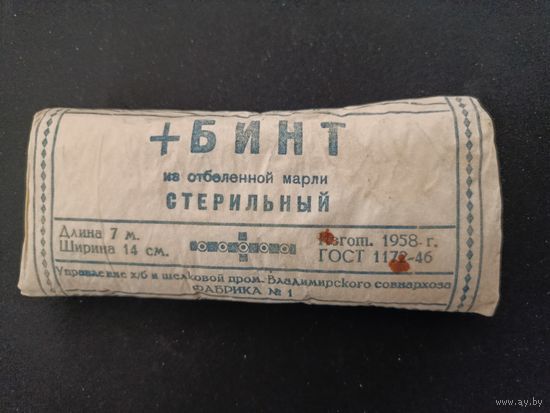 +БИНТ
из отбеленной марли
СТЕРИЛЬНЫЙ
Длина 7 м.
Ширина 14 см.
Изгот. 1958 г.
ГОСТ 1172-46
Управление х/б и шелковой пром. Владимирского совнархоза
ФАБРИКА № 1
www.ay.by